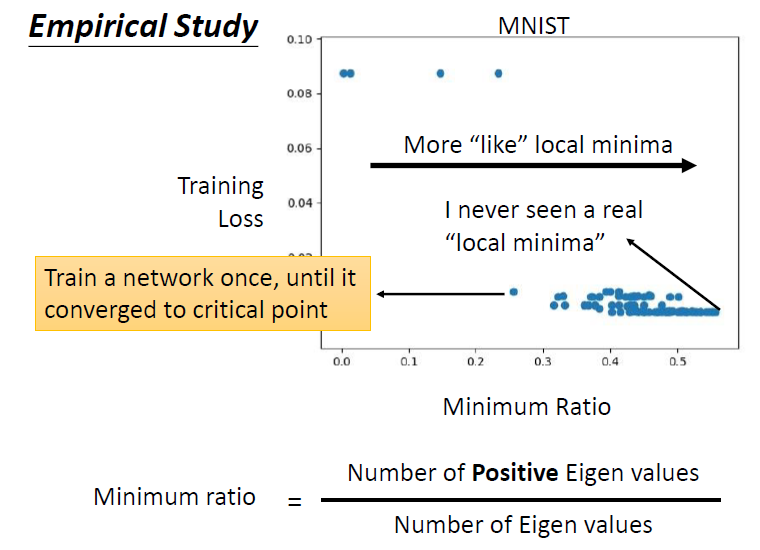 Empirical Study
MNIST
0.10
0.08
0.06
0.04
More “like” local minima
Training
Loss
I never seen a real
“local minima”
Train a network once, until it
converged to critical point
0.0 0.1 0.2 0.3 0.4 0.5
Minimum Ratio
Minimum ratio = Number of Positive Eigen values
Number of Eigen values